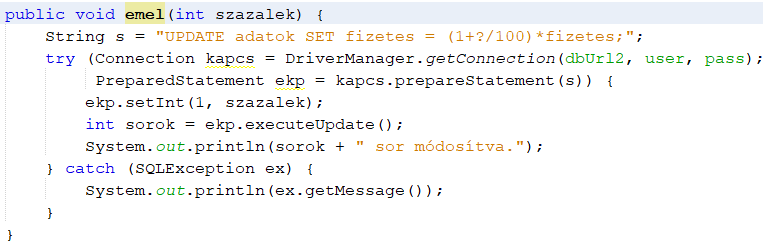 public void emel(int szazalek) {
    String s = "UPDATE adatok SET fizetes = (1+?/100)*fizetes;";
    try (Connection kapcs = DriverManager.getConnection(dbUrl2, user, pass);
         PreparedStatement ekp = kapcs.prepareStatement(s)) {
        ekp.setInt(1, szazalek);
        int sorok = ekp.executeUpdate();
        System.out.println(sorok + " sor módosítva.");
    } catch (SQLException ex) {
        System.out.println(ex.getMessage());
    }
}